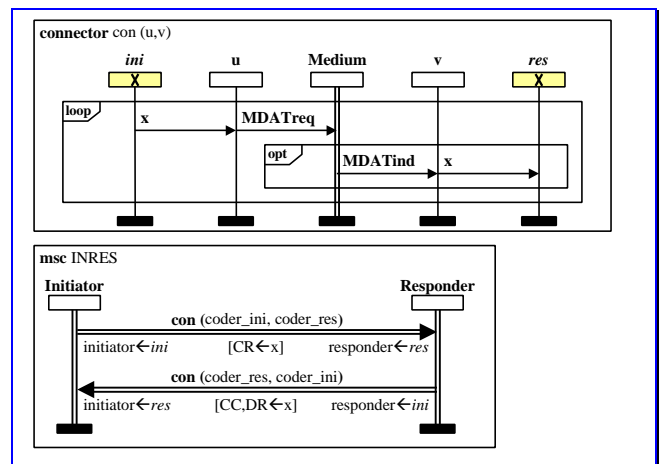 connector con (u,v)
ini u Medium v res
X X
loop
x MDATreq
opt
MDATind x
msc INRES
Initiator Responder
con (coder_ini, coder_res)
initiator←ini [CR←x] responder←res
con (coder_res, coder_ini)
initiator←res [CC,DR←x] responder←ini